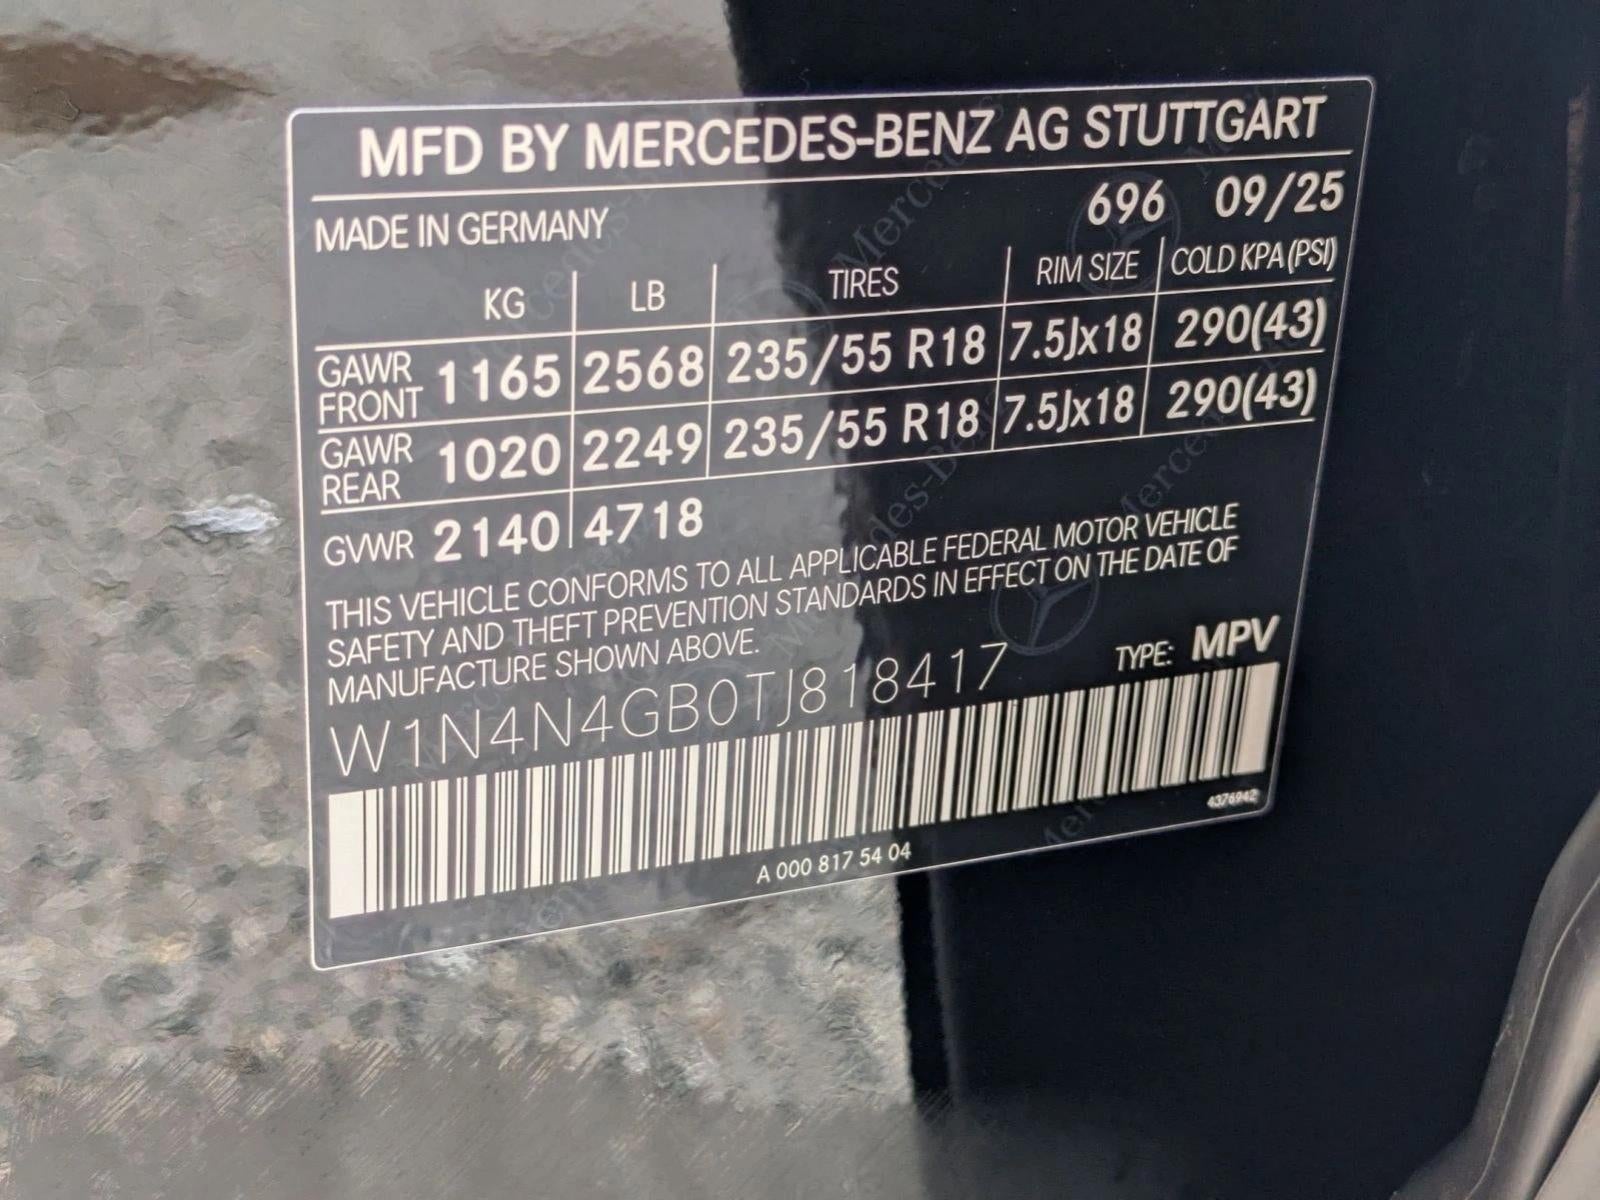 MFD BY MERCEDES-BENZ AG STUTTGART
MADE IN GERMANY 696 09/25
KG LB TIRES RIM SIZE COLD KPA(PSI)
GAWR FRONT 1165 2568 235/55 R18 7.5Jx18 290(43)
GAWR REAR 1020 2249 235/55 R18 7.5Jx18 290(43)
GVWR 2140 4718
THIS VEHICLE CONFORMS TO ALL APPLICABLE FEDERAL MOTOR VEHICLE
SAFETY AND THEFT PREVENTION STANDARDS IN EFFECT ON THE DATE OF
MANUFACTURE SHOWN ABOVE.
TYPE: MPV
W1N4N4GB0TJ818417
4376942
A 000 817 54 04